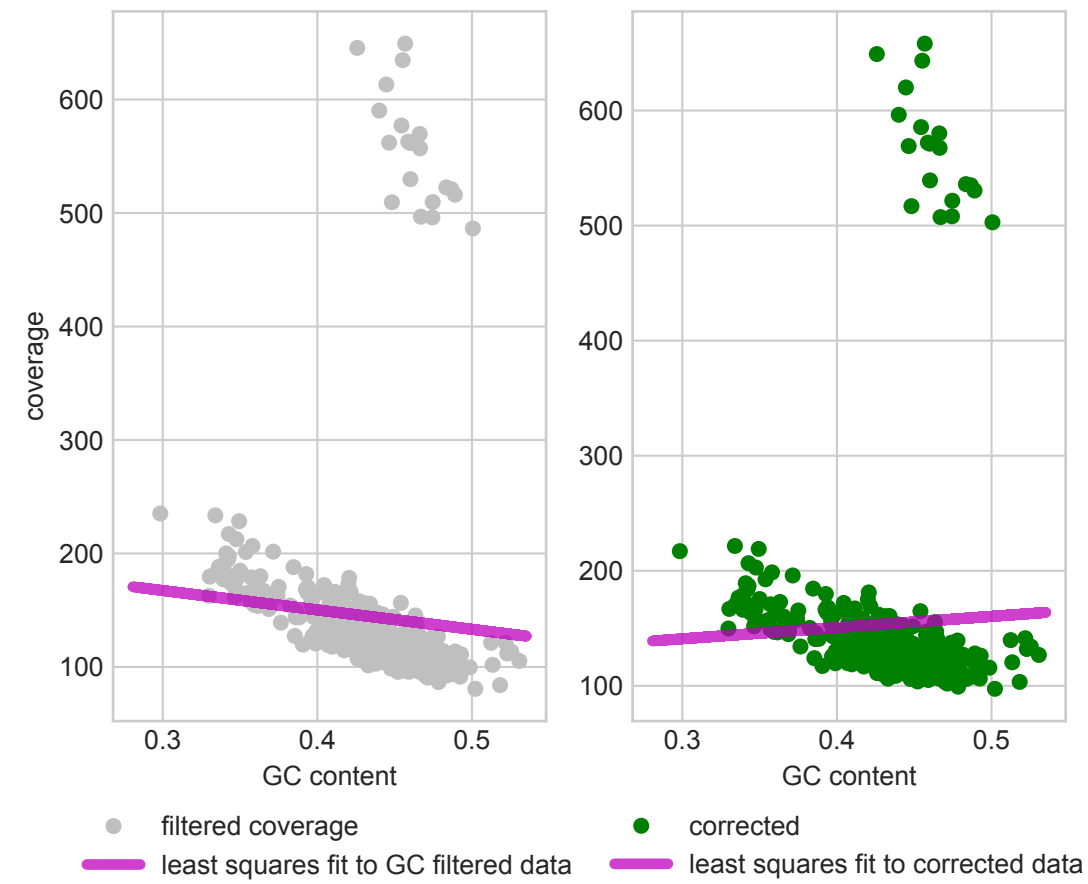 600
500
400
300
200
100
coverage
0.3 0.4 0.5
GC content
600
500
400
300
200
100
0.3 0.4 0.5
GC content
filtered coverage
least squares fit to GC filtered data
corrected
least squares fit to corrected data